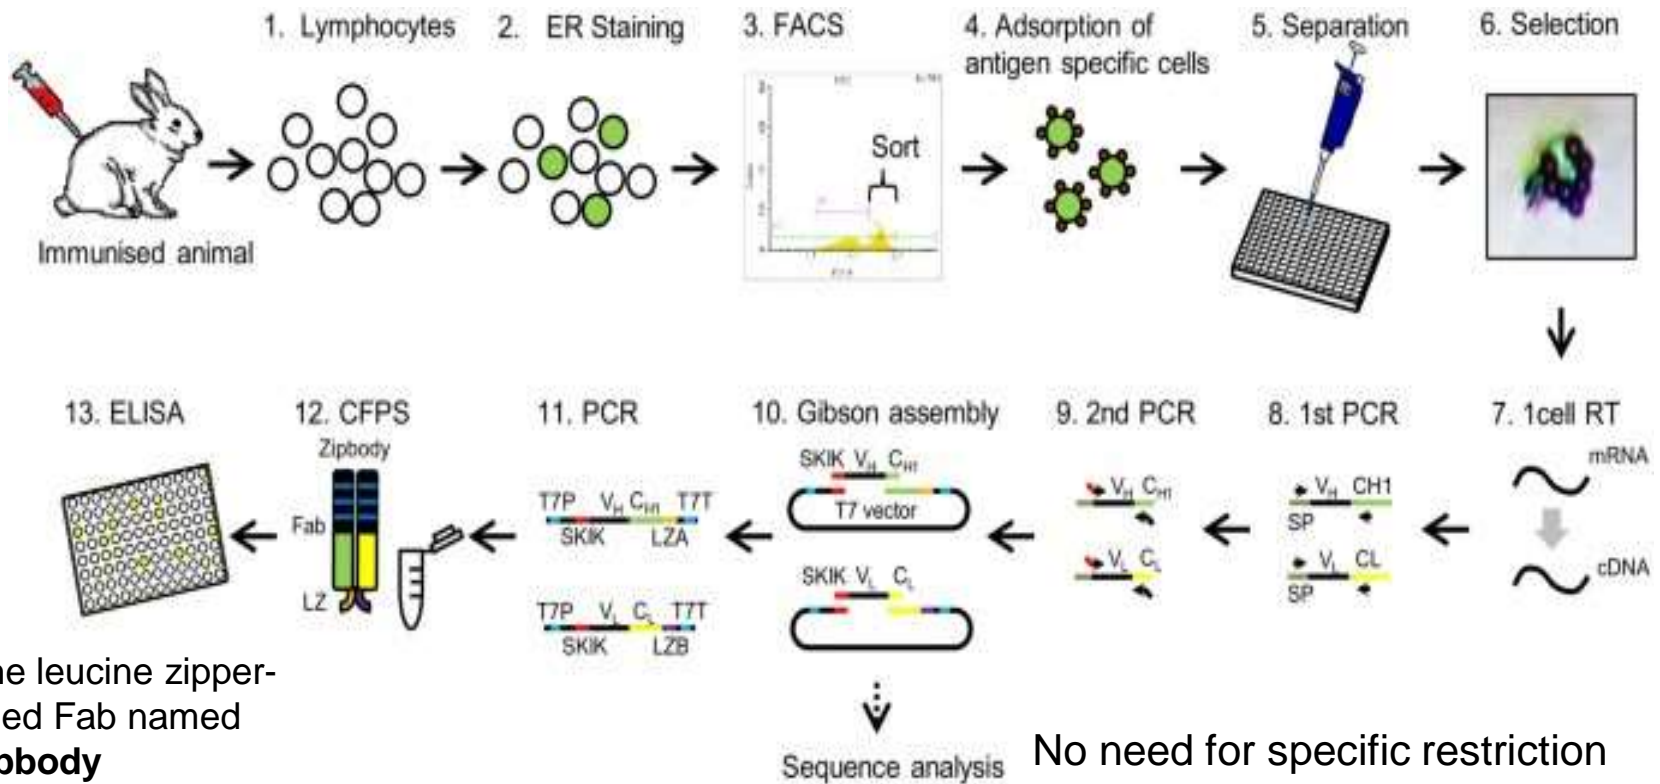 1. Lymphocytes
2. ER Staining
3. FACS
4. Adsorption of
antigen specific cells
5. Separation
6. Selection
Sort
Immunised animal
13. ELISA
12. CFPS
11. PCR
10. Gibson assembly
9. 2nd PCR
8. 1st PCR
7. 1cell RT
Zipbody
Fab
LZ
T7P VH CH1 T7T
SKIK LZA
T7P VL CL T7T
SKIK LZB
SKIK VH CH1
T7 vector
SKIK VL CL
VH CH1
VL CL
VH CH1
SP
VL CL
SP
mRNA
cDNA
leucine zipper-
Fab named
Sequence analysis
No need for specific restriction